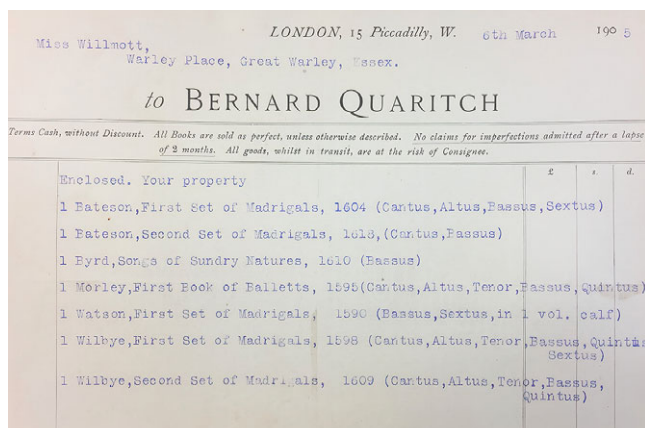 LONDON, 15 Piccadilly, W. 6th March 1905
Miss Willmott,
Warley Place, Great Warley, Essex.
to BERNARD QUARITCH
Terms Cash, without Discount. All Books are sold as perfect, unless otherwise described. No claims for imperfections admitted after a lapse
of 2 months. All goods, whilst in transit, are at the risk of Consignee.
£ s. d.
Enclosed. Your property
1 Bateson,First Set of Madrigals, 1604 (Cantus,Altus,Bassus,Sextus)
1 Bateson,Second Set of Madrigals, 1618,(Cantus,Bassus)
1 Byrd,Songs of Sundry Natures, 1610 (Bassus)
1 Morley,First Book of Balletts, 1595(Cantus,Altus,Tenor,Bassus,Quintus)
1 Watson,First Set of Madrigals, 1590 (Bassus,Sextus,in 1 vol. calf)
1 Wilbye,First Set of Madrigals, 1598 (Cantus,Altus,Tenor,Bassus,Quintus
Sextus)
1 Wilbye,Second Set of Madrigals, 1609 (Cantus,Altus,Tenor,Bassus,
Quintus)